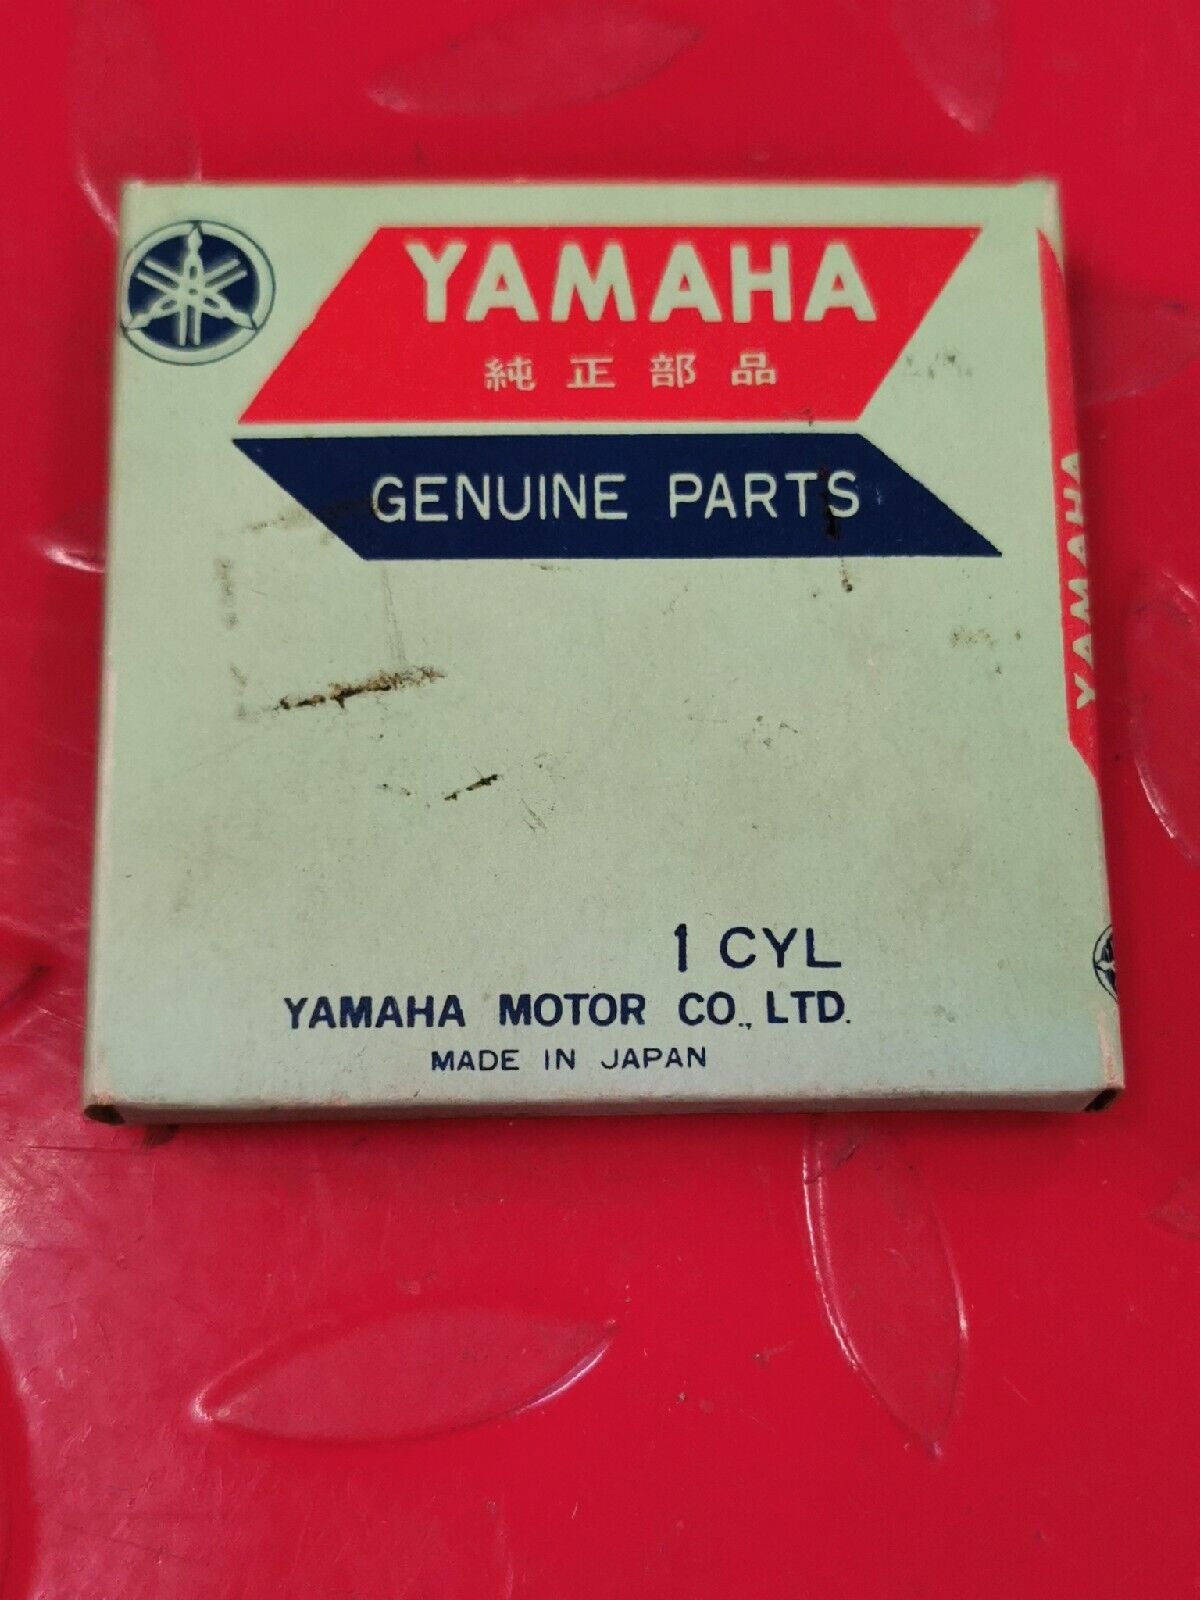 YAMAHA
純正部品
GENUINE PARTS
YAMAHA
1 CYL
YAMAHA MOTOR CO., LTD.
MADE IN JAPAN